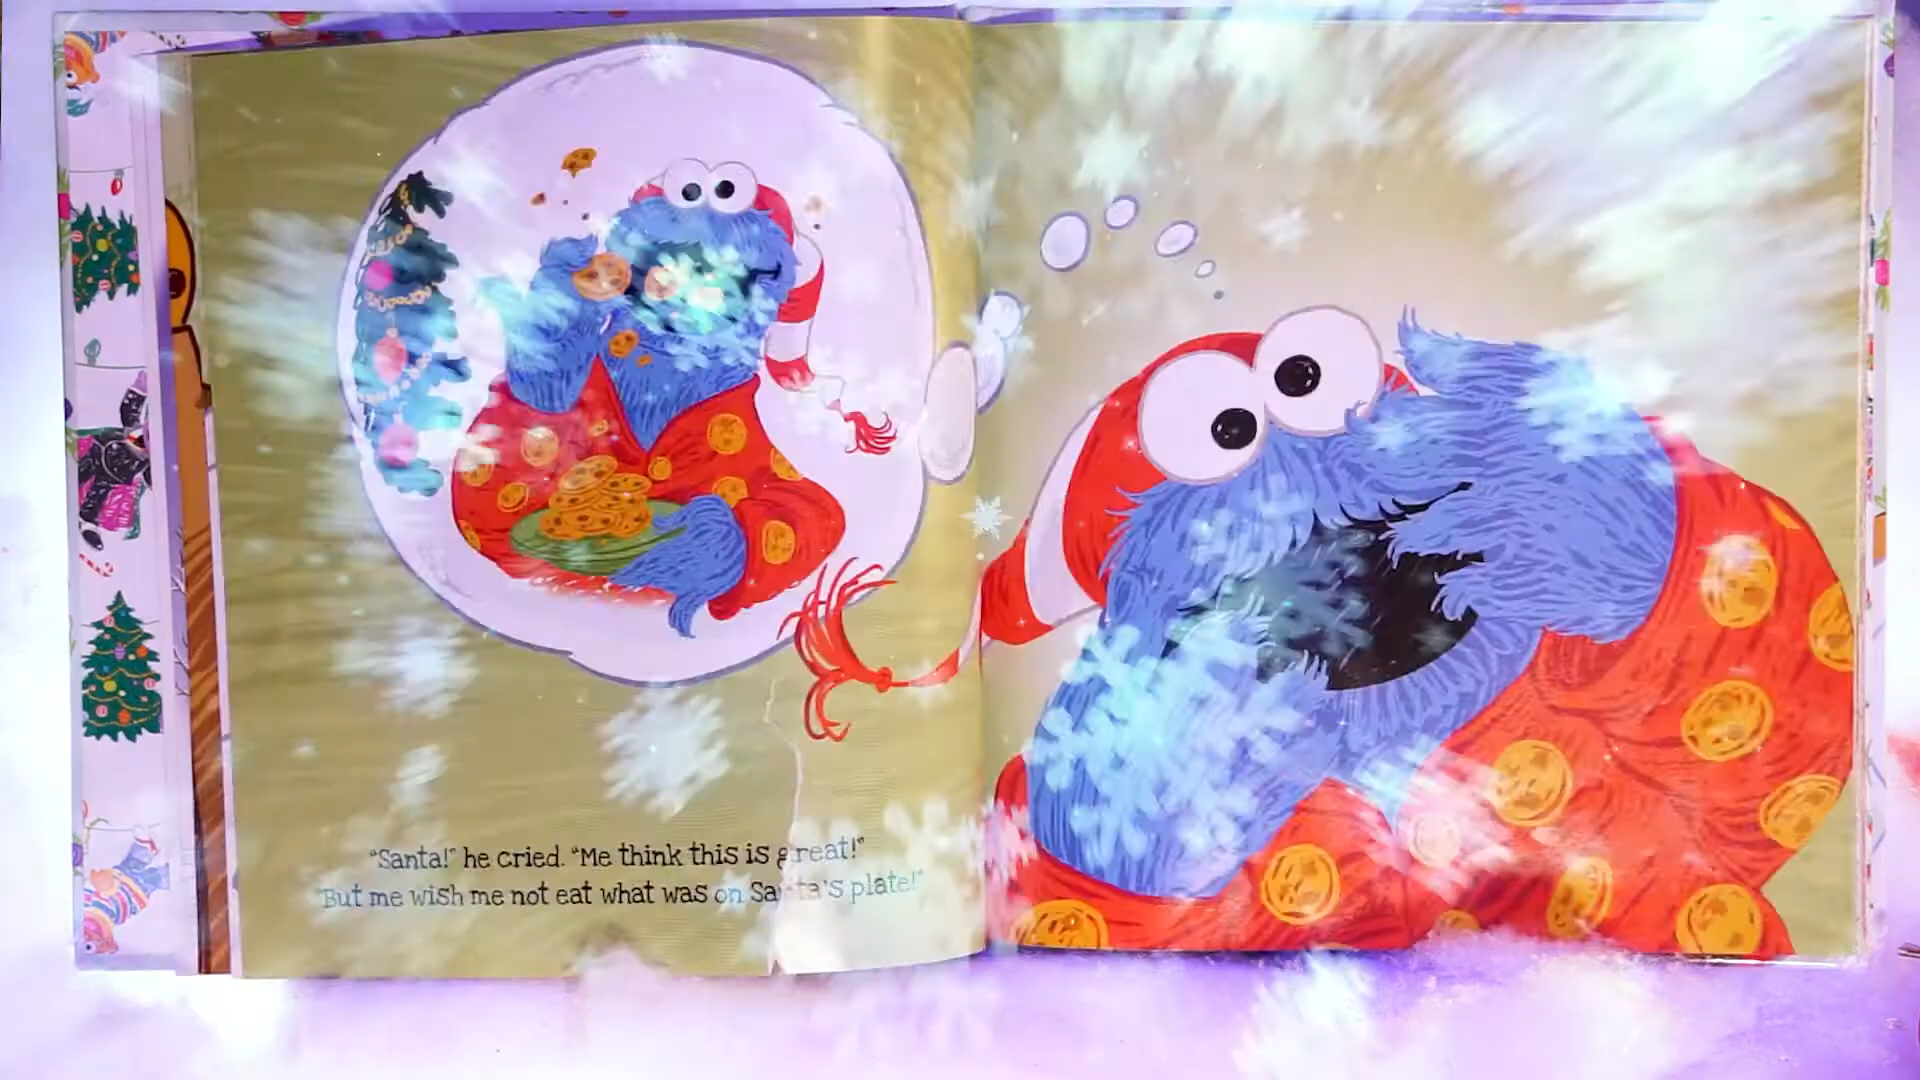 “Santa!” he cried. “Me think this is great!”
“But me wish me not eat what was on Santa's plate!”